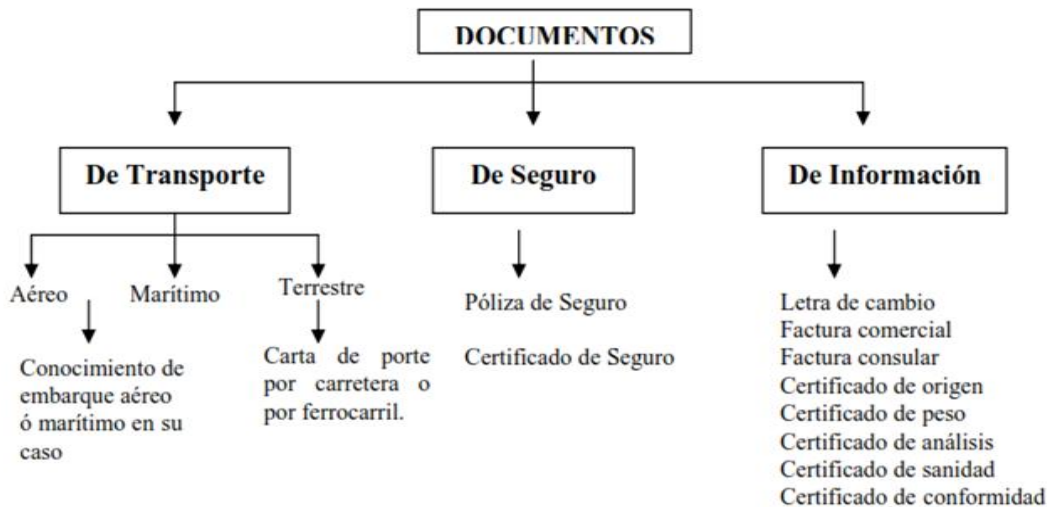 DOCUMENTOS
De Transporte
De Seguro
De Información
Aéreo
Marítimo
Terrestre
Conocimiento de
embarque aéreo
ó marítimo en su
caso
Carta de porte
por carretera o
por ferrocarril.
Póliza de Seguro
Certificado de Seguro
Letra de cambio
Factura comercial
Factura consular
Certificado de origen
Certificado de peso
Certificado de análisis
Certificado de sanidad
Certificado de conformidad